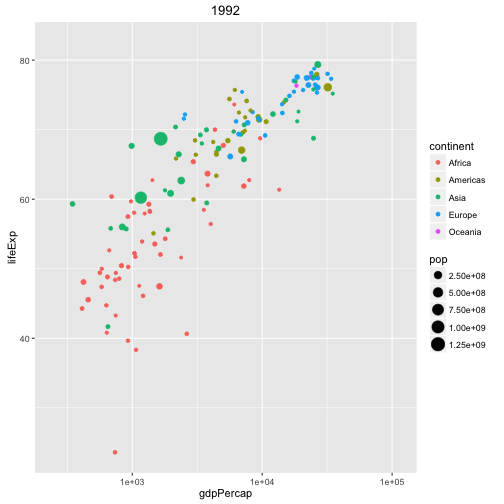 1992
80
60
40
lifeExp
1e+03
1e+04
1e+05
gdpPercap
continent
Africa
Americas
Asia
Europe
Oceania
pop
2.50e+08
5.00e+08
7.50e+08
1.00e+09
1.25e+09